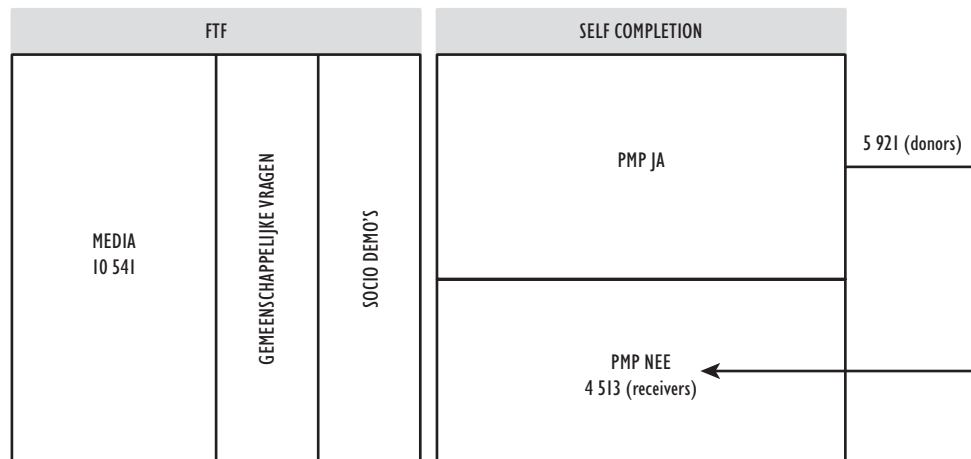 FTF
SELF COMPLETION
MEDIA
10 541
GEMEENSCHAPPELIJKE VRAGEN
SOCIO DEMO'S
PMP JA
5 921 (donors)
PMP NEE
4 513 (receivers)